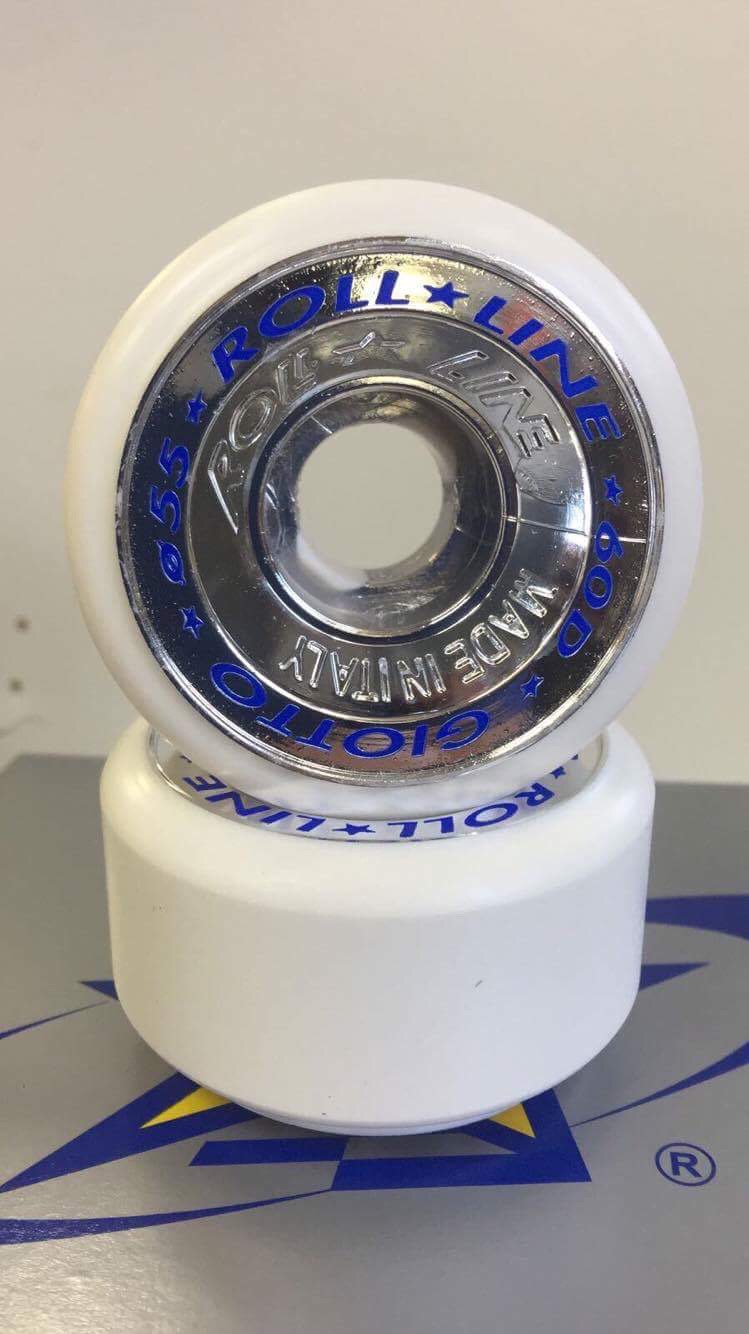 ROLL★LINE ★ 60D ★ GIOTTO ★ ø55 ★
ROLL ☆ LINE
MADE IN ITALY
ROLL★LINE
®